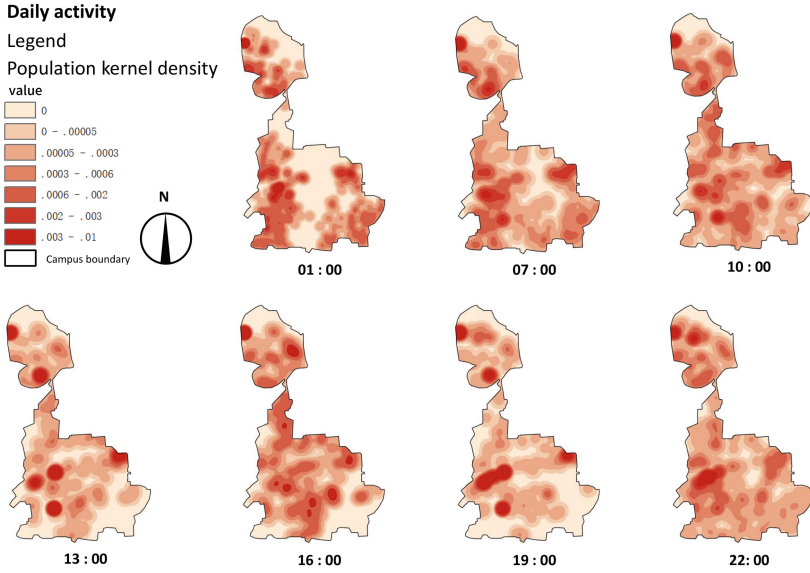 Daily activity
Legend
Population kernel density
value
0
0 - .00005
.00005 - .0003
.0003 - .0006
.0006 - .002
.002 - .003
.003 - .01
Campus boundary
N
01 : 00
07 : 00
10 : 00
13 : 00
16 : 00
19 : 00
22: 00